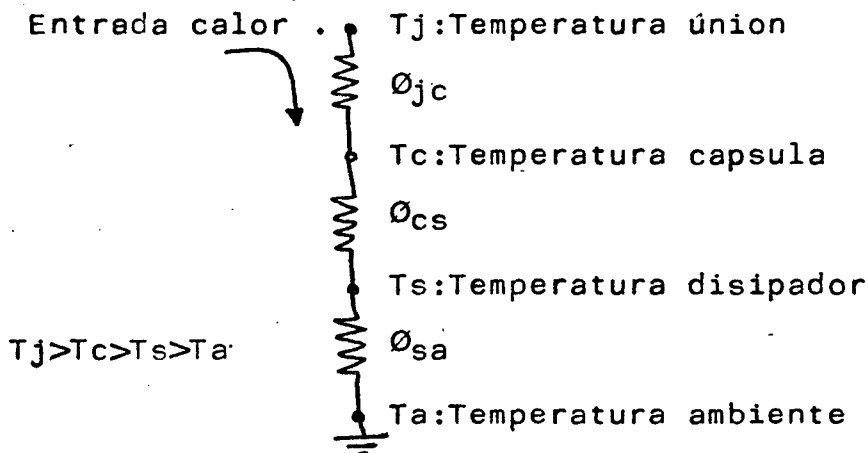 Entrada calor . Tj:Temperatura únion
Øjc
Tc:Temperatura capsula
Øcs
Ts:Temperatura disipador
Tj>Tc>Ts>Ta Øsa
Ta:Temperatura ambiente